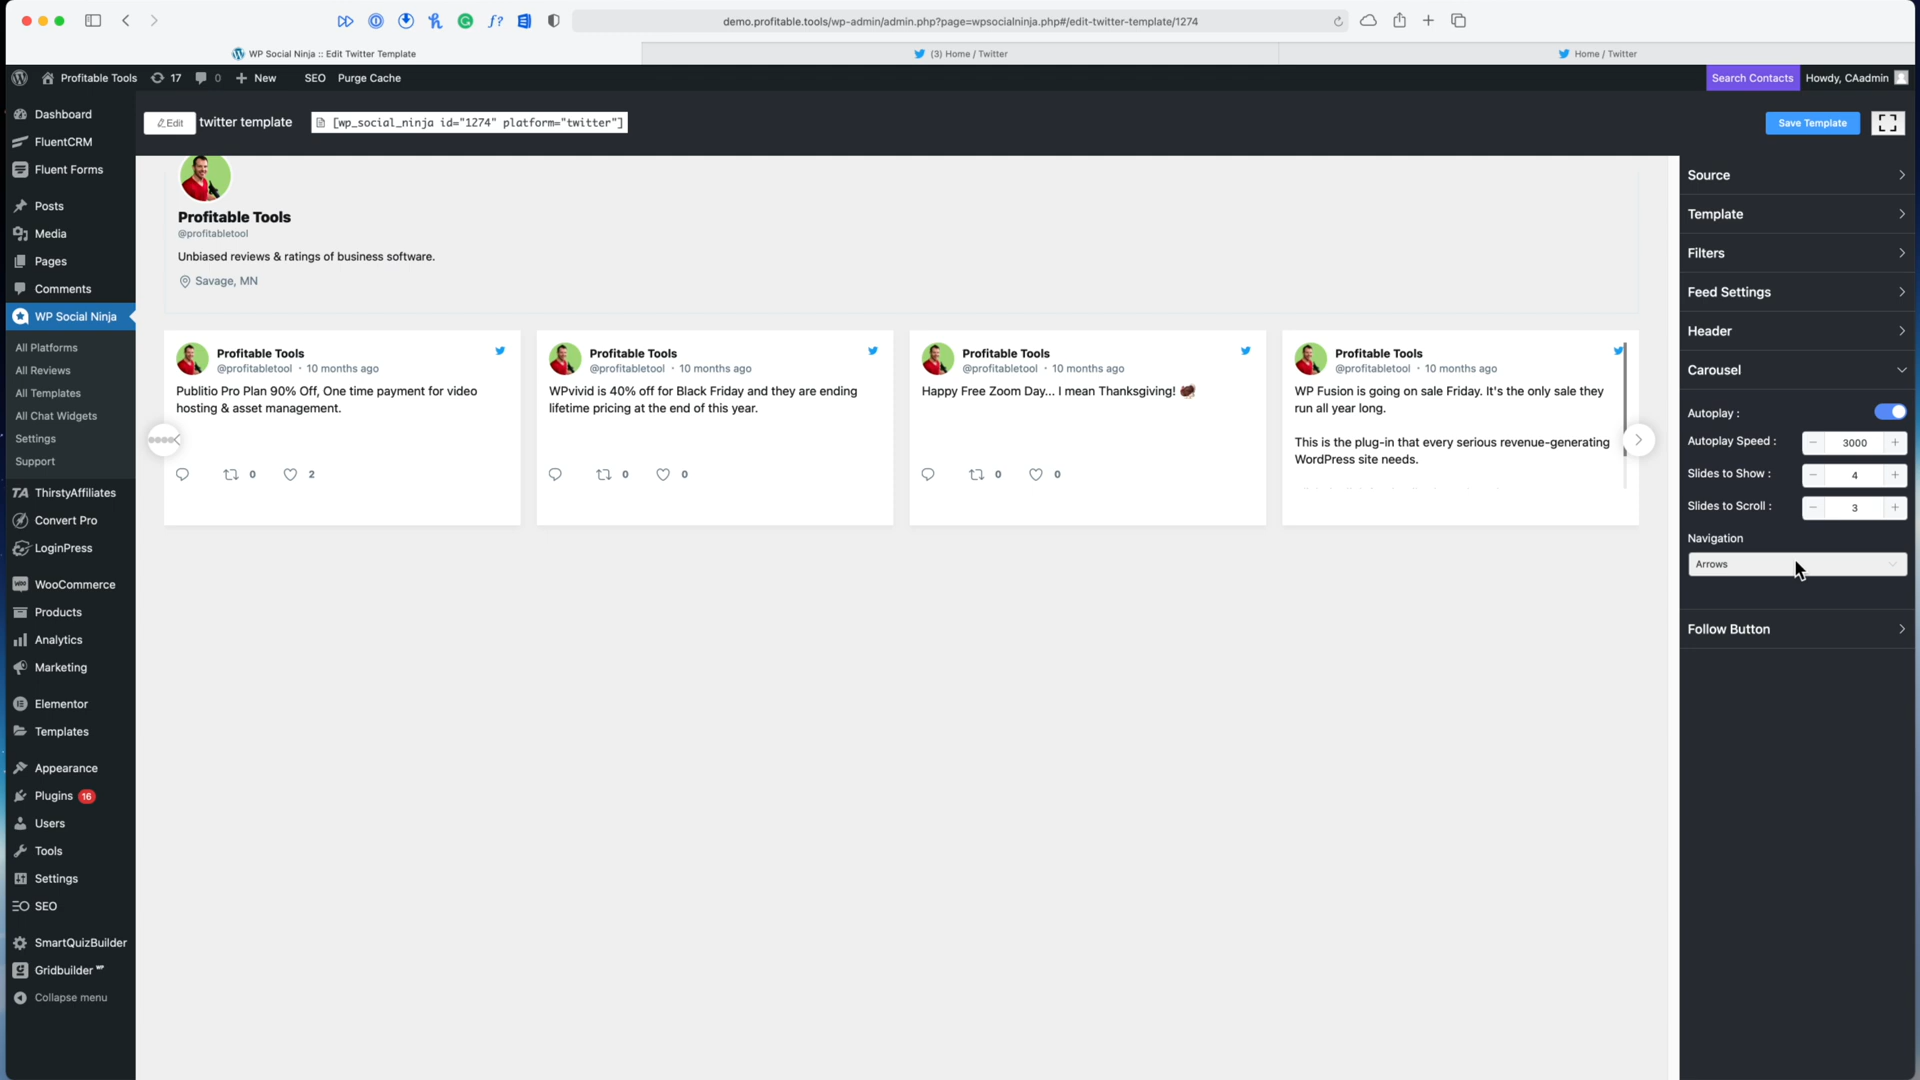 demo.profitable.tools/wp-admin/admin.php?page=wpsocialninja.php#/edit-twitter-template/1274
WP Social Ninja :: Edit Twitter Template
(3) Home / Twitter
Home / Twitter
Profitable Tools
17
0
New
SEO
Purge Cache
Search Contacts
Howdy, CAadmin
Dashboard
FluentCRM
Fluent Forms
Posts
Media
Pages
Comments
WP Social Ninja
All Platforms
All Reviews
All Templates
All Chat Widgets
Settings
Support
ThirstyAffiliates
Convert Pro
LoginPress
WooCommerce
Products
Analytics
Marketing
Elementor
Templates
Appearance
Plugins 16
Users
Tools
Settings
SEO
SmartQuizBuilder
Gridbuilder WP
Collapse menu
Edit
twitter template
[wp_social_ninja id="1274" platform="twitter"]
Save Template
Profitable Tools
@profitabletool
Unbiased reviews & ratings of business software.
Savage, MN
Profitable Tools
@profitabletool · 10 months ago
Publitio Pro Plan 90% Off, One time payment for video
hosting & asset management.
0
2
Profitable Tools
@profitabletool · 10 months ago
WPvivid is 40% off for Black Friday and they are ending
lifetime pricing at the end of this year.
0
0
Profitable Tools
@profitabletool · 10 months ago
Happy Free Zoom Day... I mean Thanksgiving! 
0
0
Profitable Tools
@profitabletool · 10 months ago
WP Fusion is going on sale Friday. It's the only sale they
run all year long.
This is the plug-in that every serious revenue-generating
WordPress site needs.
Source
Template
Filters
Feed Settings
Header
Carousel
Autoplay :
Autoplay Speed :
3000
Slides to Show :
4
Slides to Scroll :
3
Navigation
Arrows
Follow Button